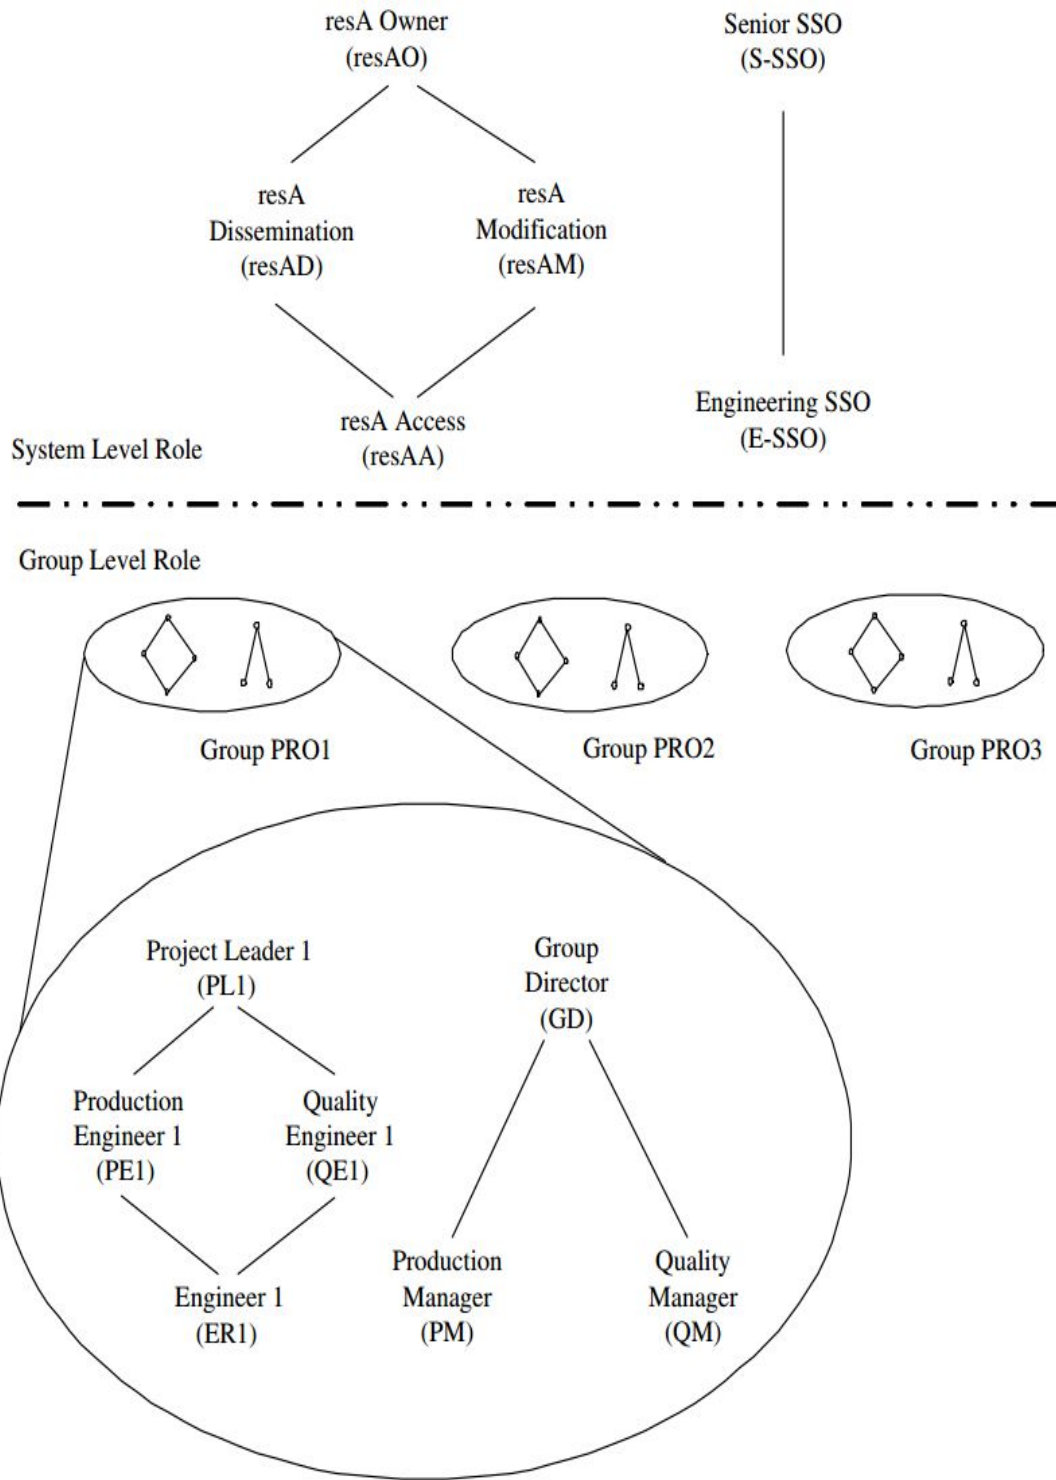 resA Owner
(resAO)
Senior SSO
(S-SSO)
resA
Dissemination
(resAD)
resA
Modification
(resAM)
resA Access
(resAA)
Engineering SSO
(E-SSO)
System Level Role
Group Level Role
Group PRO1
Group PRO2
Group PRO3
Project Leader 1
(PL1)
Group
Director
(GD)
Production
Engineer 1
(PE1)
Quality
Engineer 1
(QE1)
Engineer 1
(ER1)
Production
Manager
(PM)
Quality
Manager
(QM)